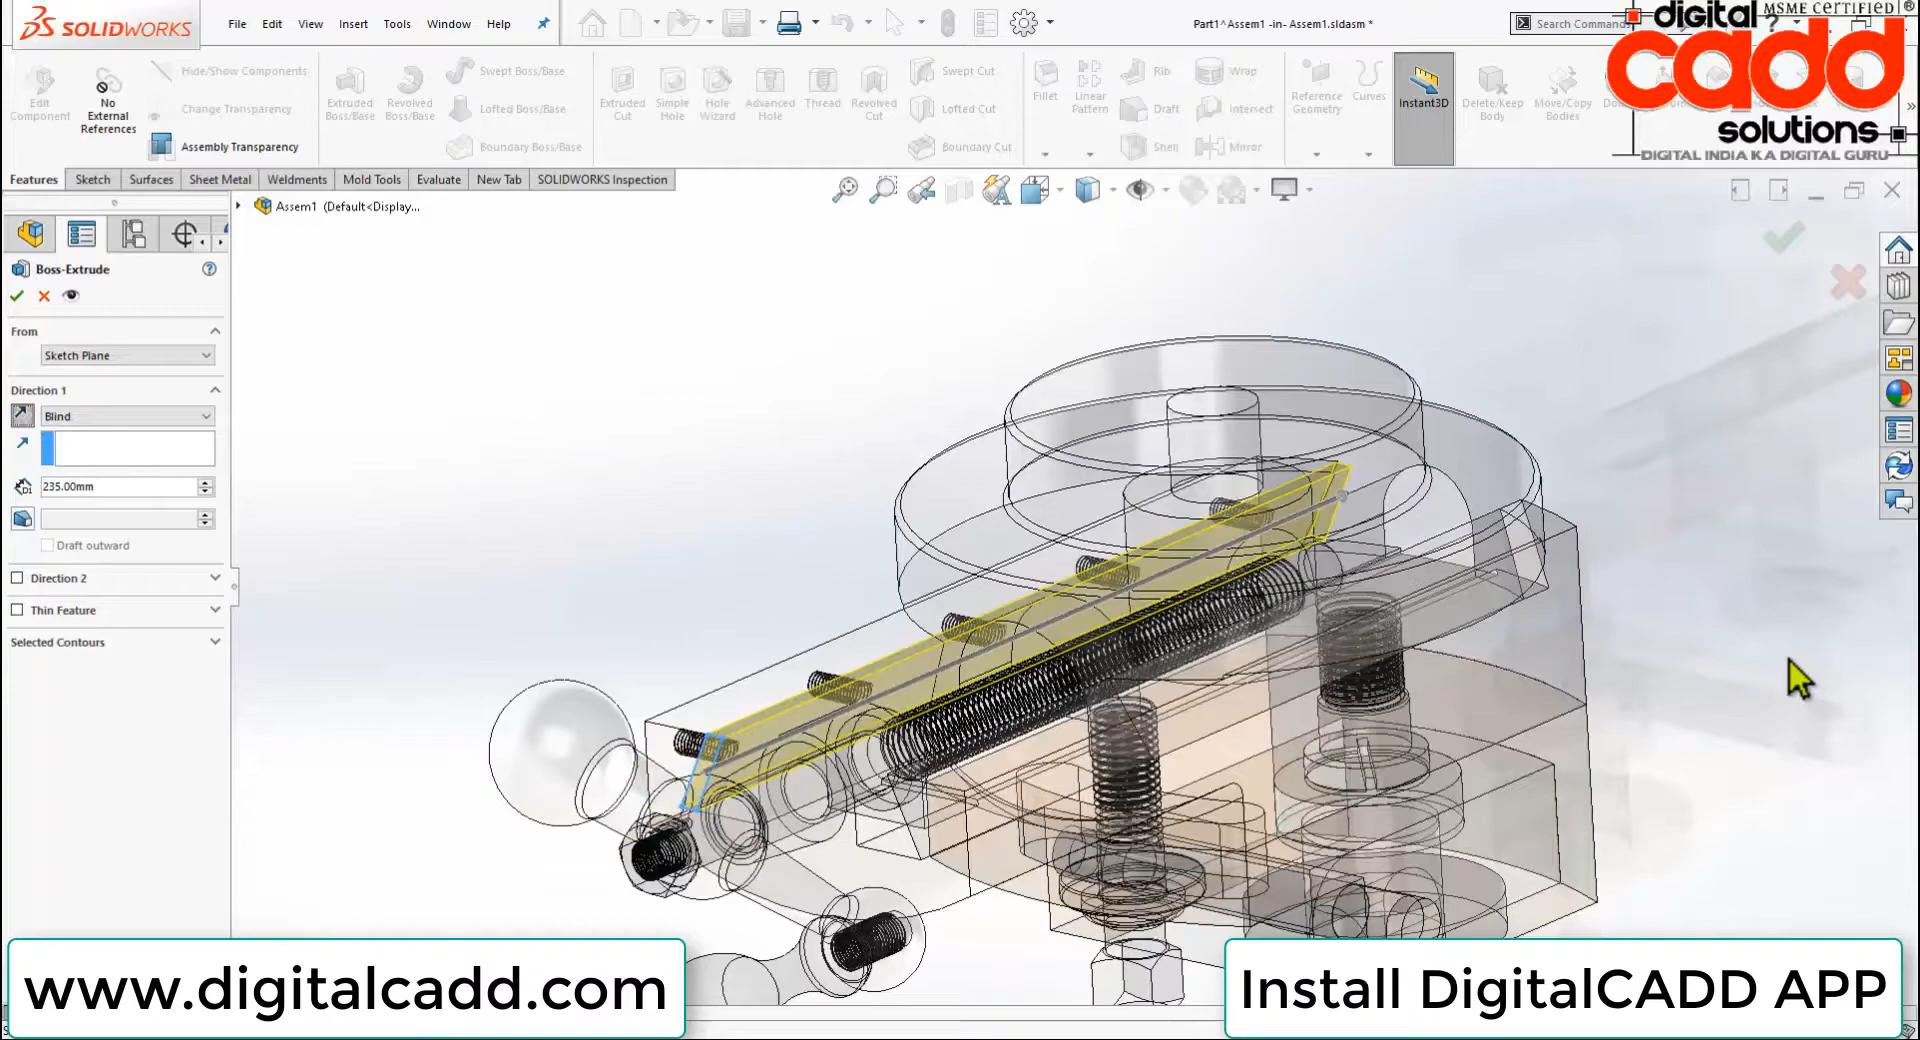 SOLIDWORKS
File Edit View Insert Tools Window Help
Part1^Assem1 -in- Assem1.sldasm *
Search Comman
digital
MSME CERTIFIED
®
cadd
solutions
DIGITAL INDIA KA DIGITAL GURU
Edit Component
No External References
Hide/Show Components
Change Transparency
Assembly Transparency
Extruded Boss/Base
Revolved Boss/Base
Swept Boss/Base
Lofted Boss/Base
Boundary Boss/Base
Extruded Cut
Simple Hole
Hole Wizard
Advanced Hole
Thread
Revolved Cut
Swept Cut
Lofted Cut
Boundary Cut
Fillet
Linear Pattern
Rib
Draft
Shell
Wrap
Intersect
Mirror
Reference Geometry
Curves
Instant3D
Delete/Keep Body
Move/Copy Bodies
Features Sketch Surfaces Sheet Metal Weldments Mold Tools Evaluate New Tab SOLIDWORKS Inspection
Assem1 (Default<Display...
Boss-Extrude
From
Sketch Plane
Direction 1
Blind
D1
235.00mm
Draft outward
Direction 2
Thin Feature
Selected Contours
www.digitalcadd.com
Install DigitalCADD APP